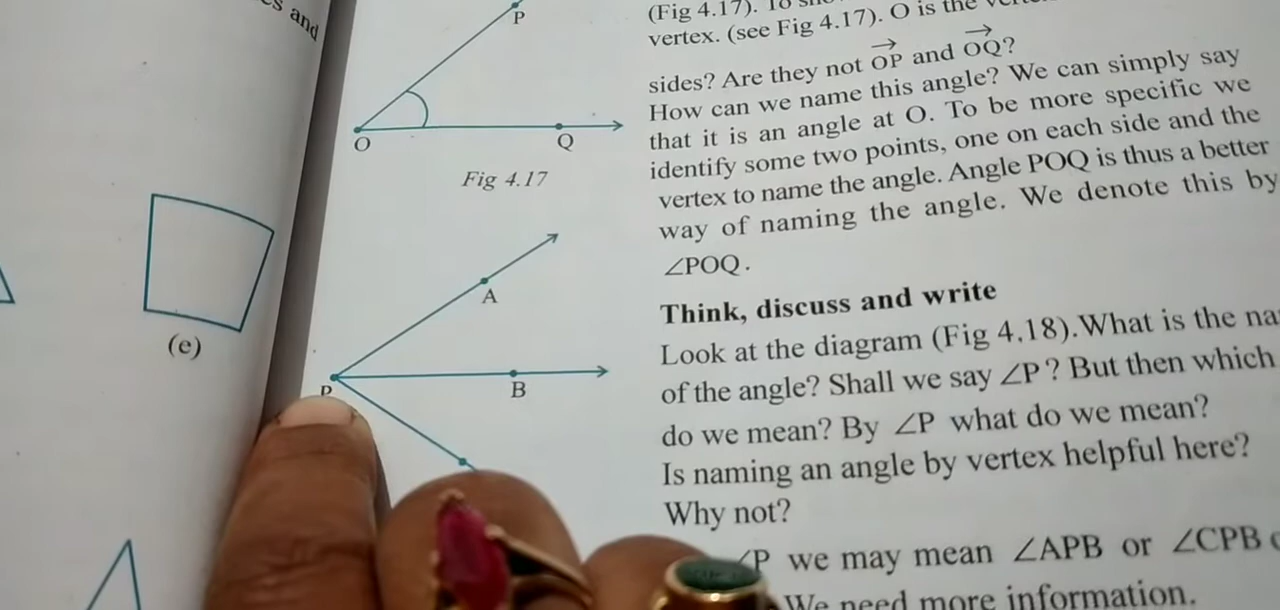 s and
P
O
Q
Fig 4.17
(e)
A
B
P
(Fig 4.17). To
vertex. (see Fig 4.17). O is the
sides? Are they not OP and OQ?
How can we name this angle? We can simply say
that it is an angle at O. To be more specific we
identify some two points, one on each side and the
vertex to name the angle. Angle POQ is thus a better
way of naming the angle. We denote this by
∠POQ.
Think, discuss and write
Look at the diagram (Fig 4.18).What is the
of the angle? Shall we say ∠P? But then which
do we mean? By ∠P what do we mean?
Is naming an angle by vertex helpful here?
Why not?
∠P we may mean ∠APB or ∠CPB
We need more information.